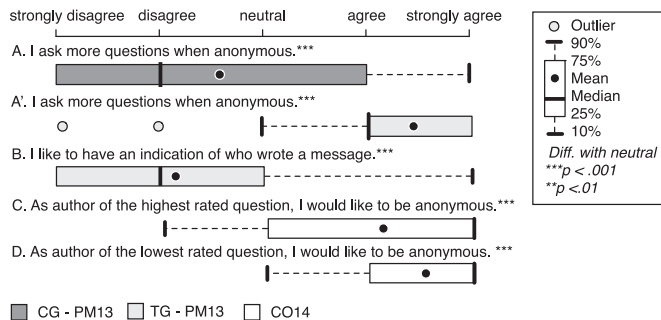 strongly disagree disagree neutral agree strongly agree
A. I ask more questions when anonymous.***
A'. I ask more questions when anonymous.***
B. I like to have an indication of who wrote a message.***
C. As author of the highest rated question, I would like to be anonymous.***
D. As author of the lowest rated question, I would like to be anonymous. ***
CG - PM13 TG - PM13 CO14
Outlier
90%
75%
Mean
Median
25%
10%
Diff. with neutral
***p < .001
**p <.01